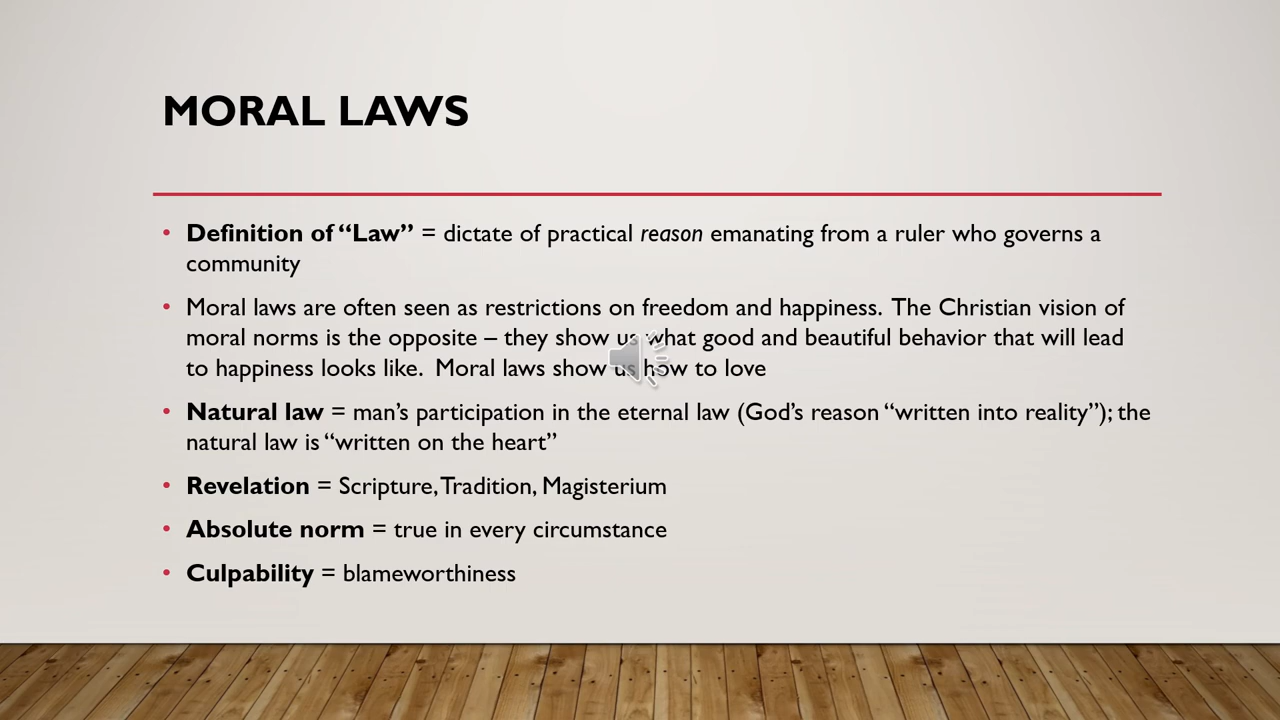 MORAL LAWS
• Definition of “Law” = dictate of practical reason emanating from a ruler who governs a
community
• Moral laws are often seen as restrictions on freedom and happiness. The Christian vision of
moral norms is the opposite – they show us what good and beautiful behavior that will lead
to happiness looks like. Moral laws show us how to love
• Natural law = man’s participation in the eternal law (God’s reason “written into reality”); the
natural law is “written on the heart”
• Revelation = Scripture, Tradition, Magisterium
• Absolute norm = true in every circumstance
• Culpability = blameworthiness